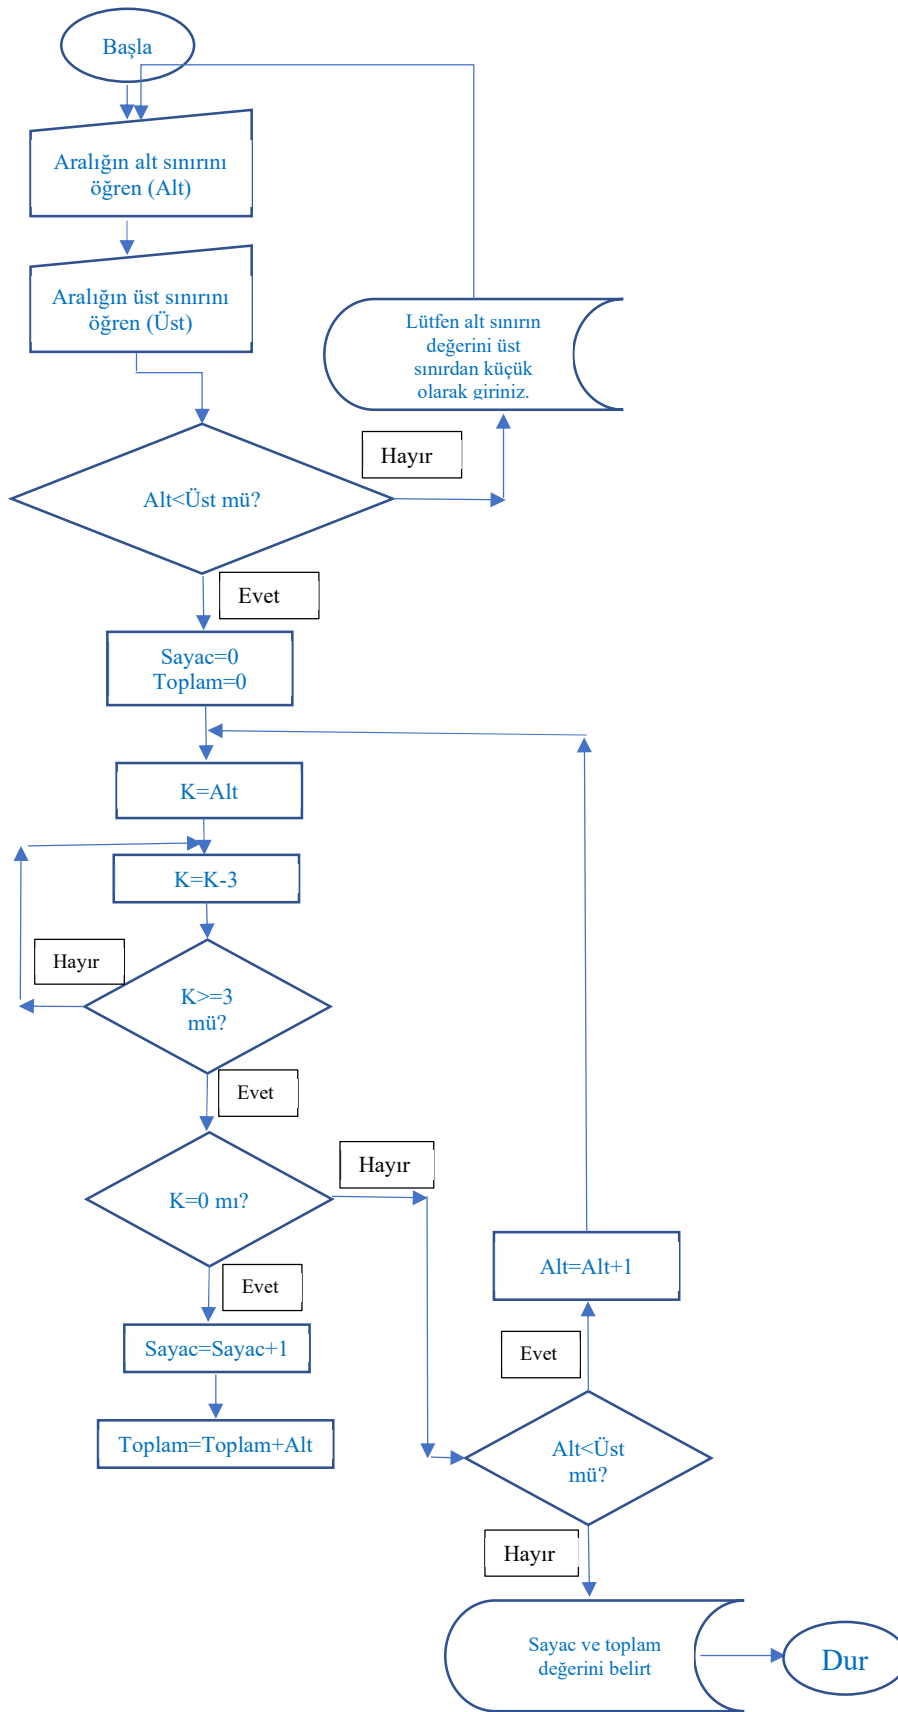 Başla
Aralığın alt sınırını
öğren (Alt)
Aralığın üst sınırını
öğren (Üst)
Lütfen alt sınırın
değerini üst
sınırdan küçük
olarak giriniz.
Hayır
Alt<Üst mü?
Evet
Sayac=0
Toplam=0
K=Alt
K=K-3
Hayır
K>=3
mü?
Evet
Hayır
K=0 mı?
Evet
Sayac=Sayac+1
Toplam=Toplam+Alt
Alt=Alt+1
Evet
Alt<Üst
mü?
Hayır
Sayac ve toplam
değerini belirt
Dur